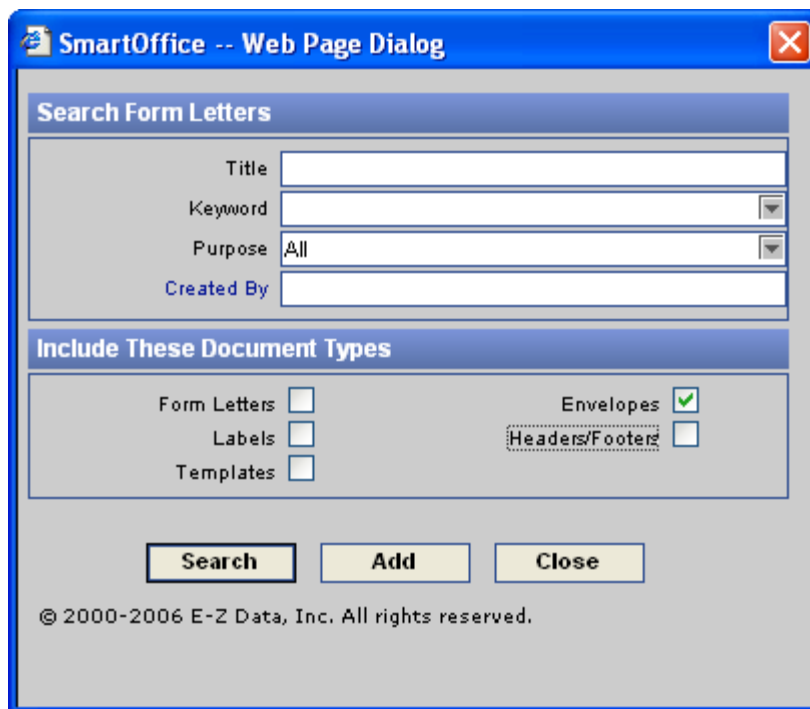 SmartOffice -- Web Page Dialog
Search Form Letters
Title
Keyword
Purpose All
Created By
Include These Document Types
Form Letters Envelopes
Labels Headers/Footers
Templates
Search Add Close
© 2000-2006 E-Z Data, Inc. All rights reserved.